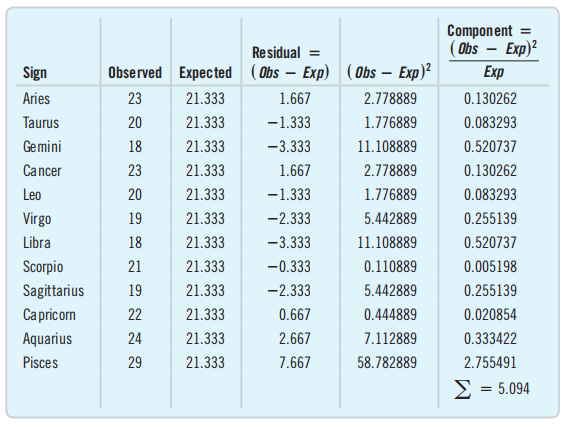 Component =
Residual = (Obs − Exp)²
Sign Observed Expected (Obs − Exp) (Obs − Exp)² Exp
Aries 23 21.333 1.667 2.778889 0.130262
Taurus 20 21.333 −1.333 1.776889 0.083293
Gemini 18 21.333 −3.333 11.108889 0.520737
Cancer 23 21.333 1.667 2.778889 0.130262
Leo 20 21.333 −1.333 1.776889 0.083293
Virgo 19 21.333 −2.333 5.442889 0.255139
Libra 18 21.333 −3.333 11.108889 0.520737
Scorpio 21 21.333 −0.333 0.110889 0.005198
Sagittarius 19 21.333 −2.333 5.442889 0.255139
Capricorn 22 21.333 0.667 0.444889 0.020854
Aquarius 24 21.333 2.667 7.112889 0.333422
Pisces 29 21.333 7.667 58.782889 2.755491
∑ = 5.094